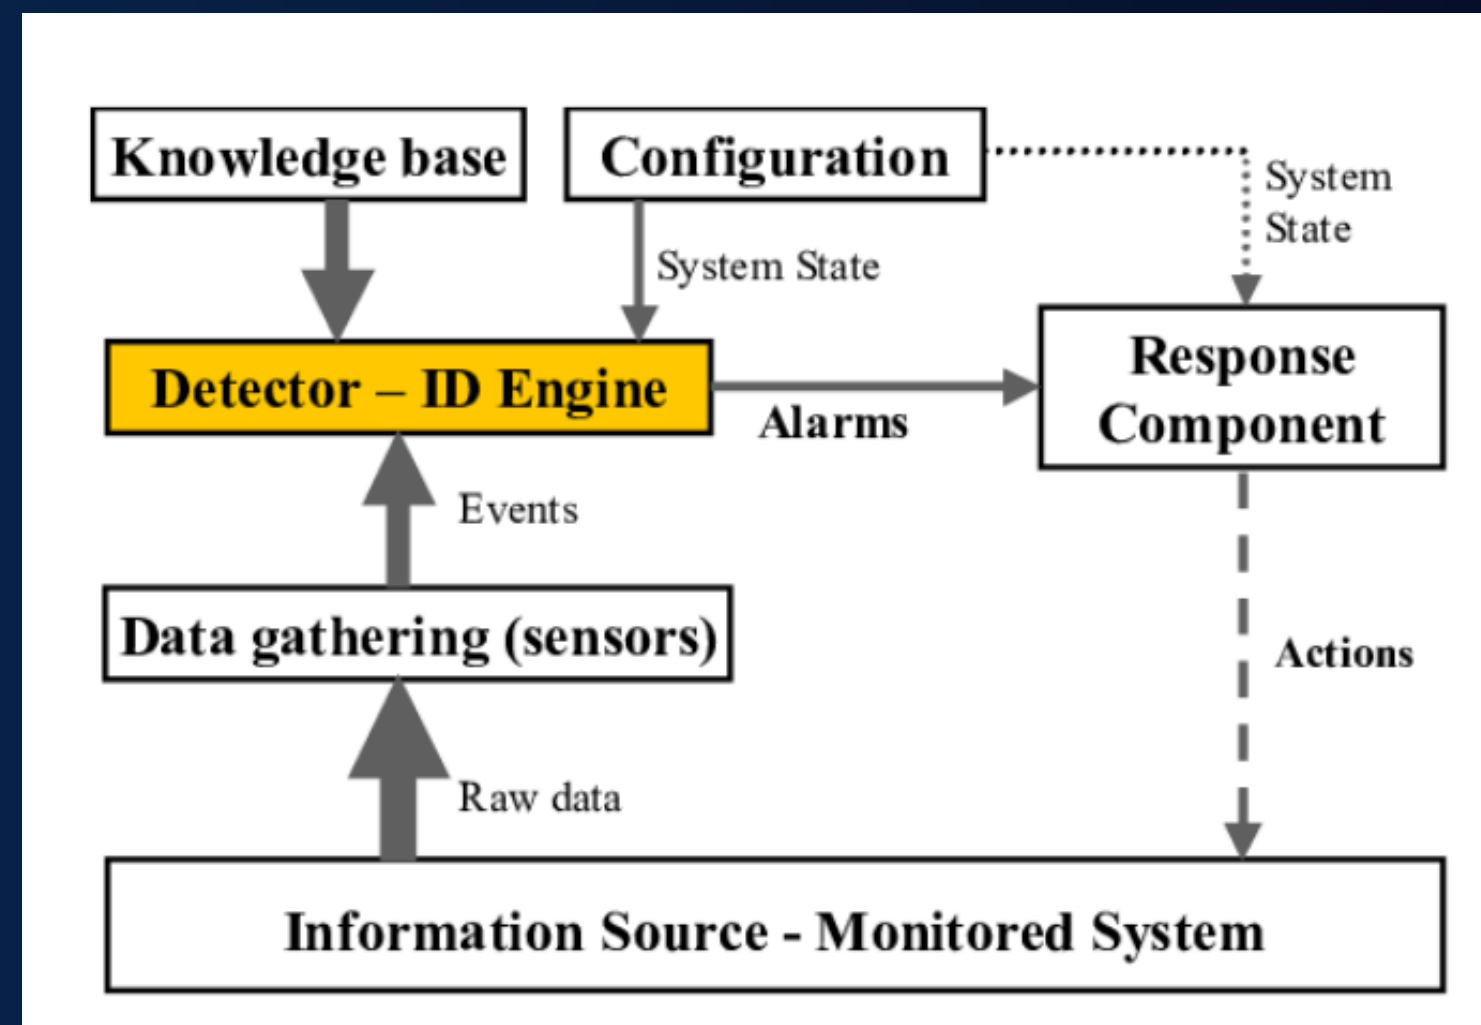 Knowledge base
Configuration
System
State
System State
Detector – ID Engine
Alarms
Response
Component
Events
Data gathering (sensors)
Actions
Raw data
Information Source - Monitored System